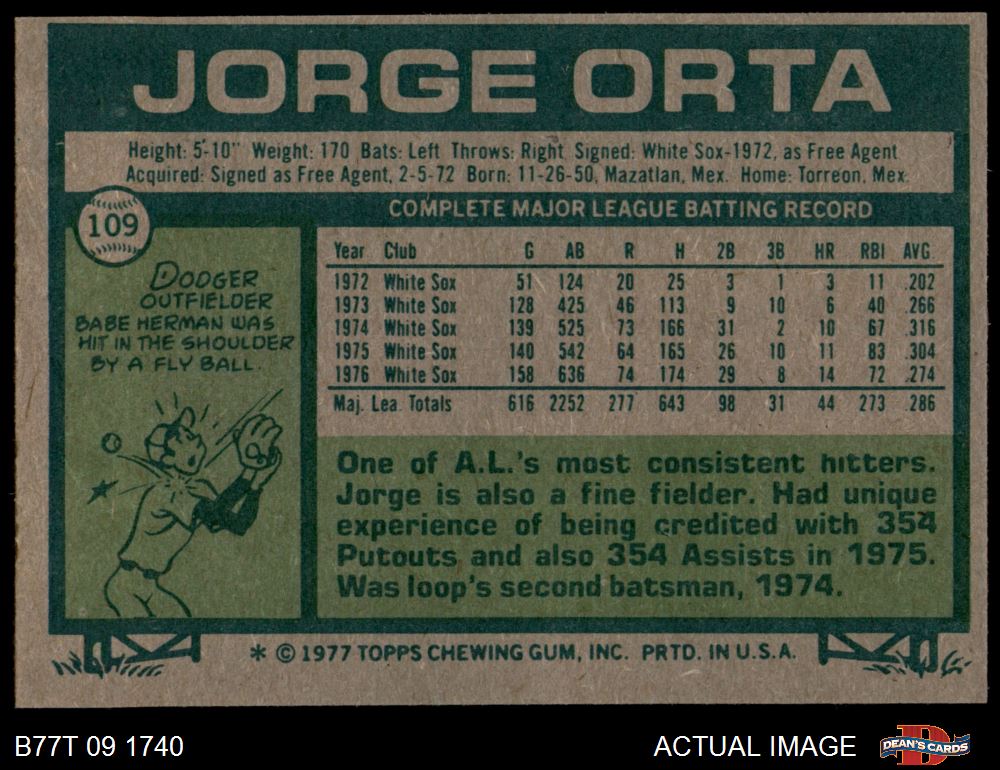 JORGE ORTA
Height: 5'-10" Weight: 170 Bats: Left Throws: Right Signed: White Sox-1972, as Free Agent
Acquired: Signed as Free Agent, 2-5-72 Born: 11-26-50, Mazatlan, Mex. Home: Torreon, Mex.
109
COMPLETE MAJOR LEAGUE BATTING RECORD
Year Club G AB R H 2B 3B HR RBI AVG.
1972 White Sox 51 124 20 25 3 1 3 11 .202
1973 White Sox 128 425 46 113 9 10 6 40 .266
1974 White Sox 139 525 73 166 31 2 10 67 .316
1975 White Sox 140 542 64 165 26 10 11 83 .304
1976 White Sox 158 636 74 174 29 8 14 72 .274
Maj. Lea. Totals 616 2252 277 643 98 31 44 273 .286
DODGER
OUTFIELDER
BABE HERMAN WAS
HIT IN THE SHOULDER
BY A FLY BALL.
One of A.L.'s most consistent hitters.
Jorge is also a fine fielder. Had unique
experience of being credited with 354
Putouts and also 354 Assists in 1975.
Was loop's second batsman, 1974.
* © 1977 TOPPS CHEWING GUM, INC. PRTD. IN U.S.A.
B77T 09 1740
ACTUAL IMAGE
D
DEAN'S CARDS